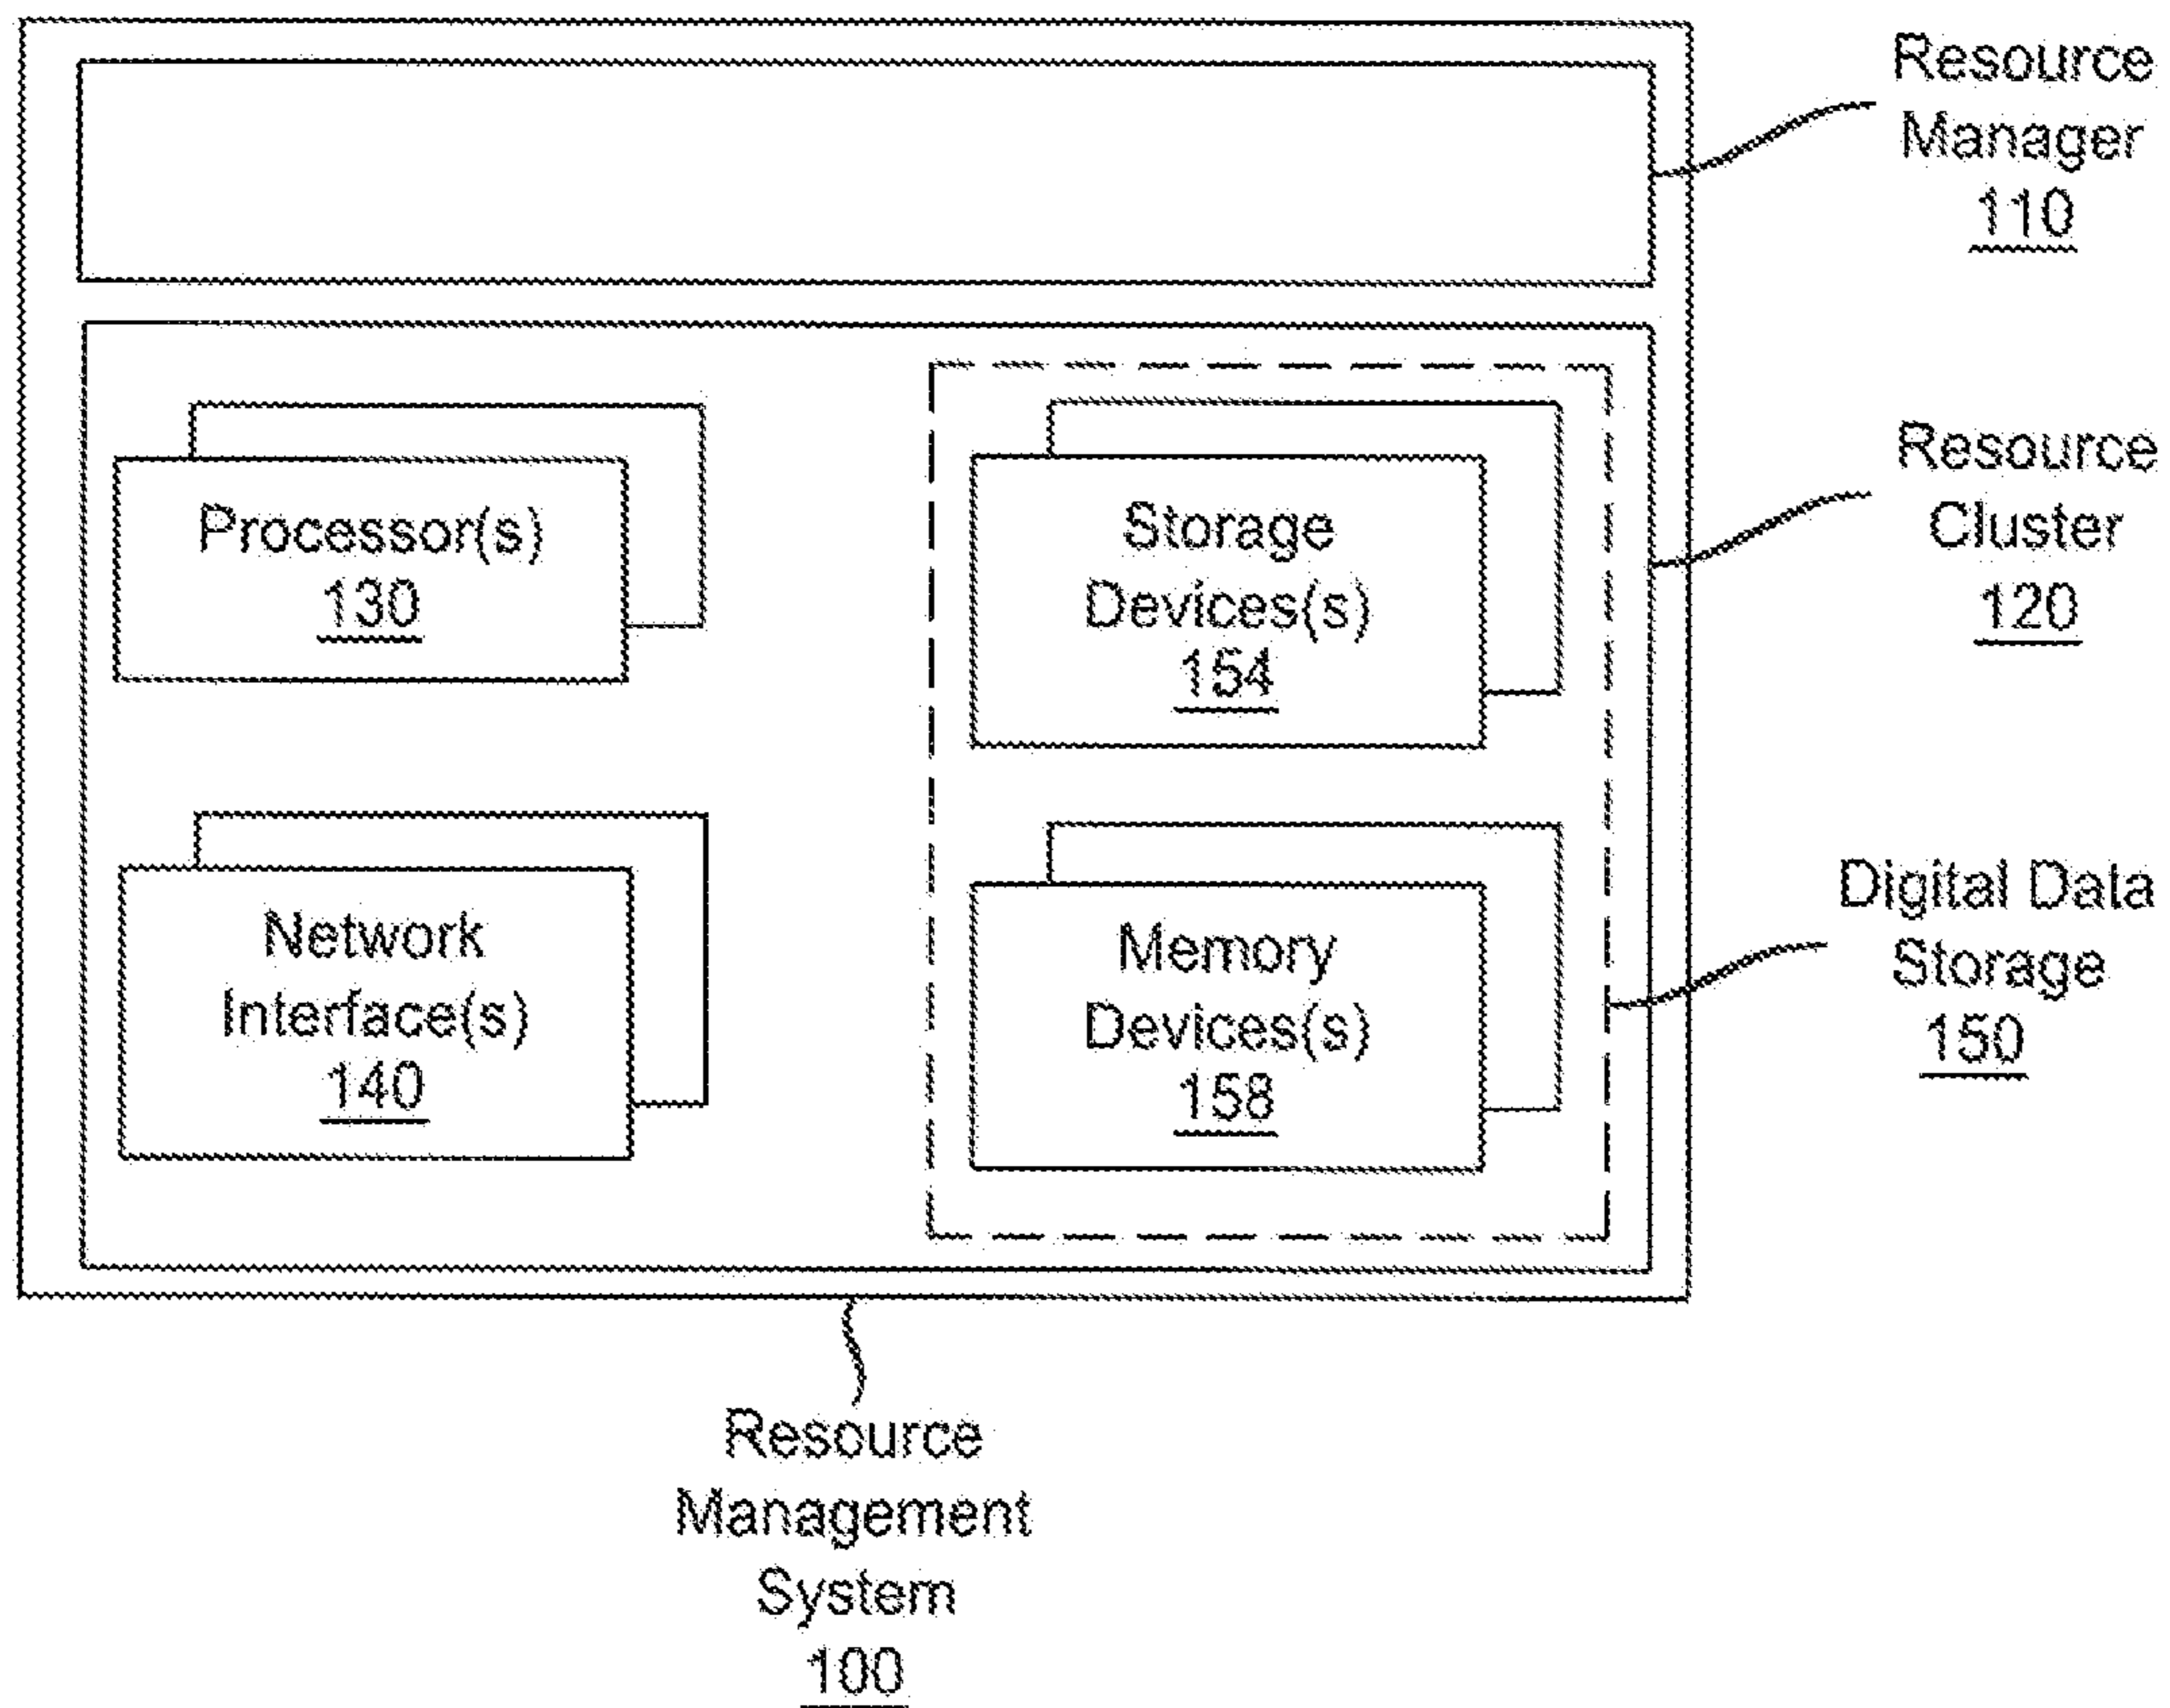 Resource
Manager
110
Processor(s)
130
Storage
Devices(s)
154
Resource
Cluster
120
Network
Interface(s)
140
Memory
Devices(s)
158
Digital Data
Storage
150
Resource
Management
System
100